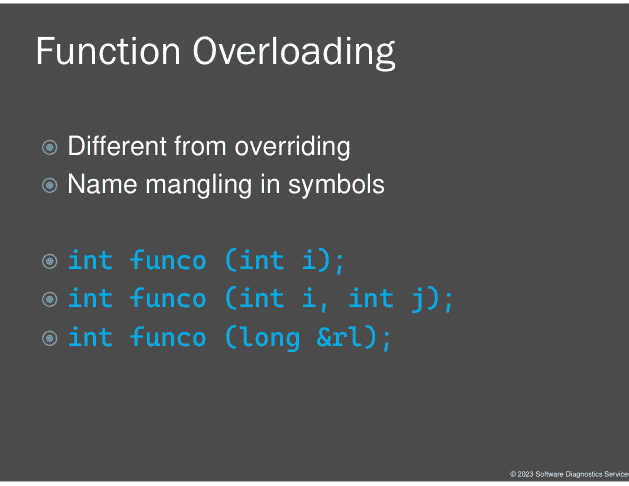 Function Overloading
Different from overriding
Name mangling in symbols
int funco (int i);
int funco (int i, int j);
int funco (long &rl);
© 2023 Software Diagnostics Services